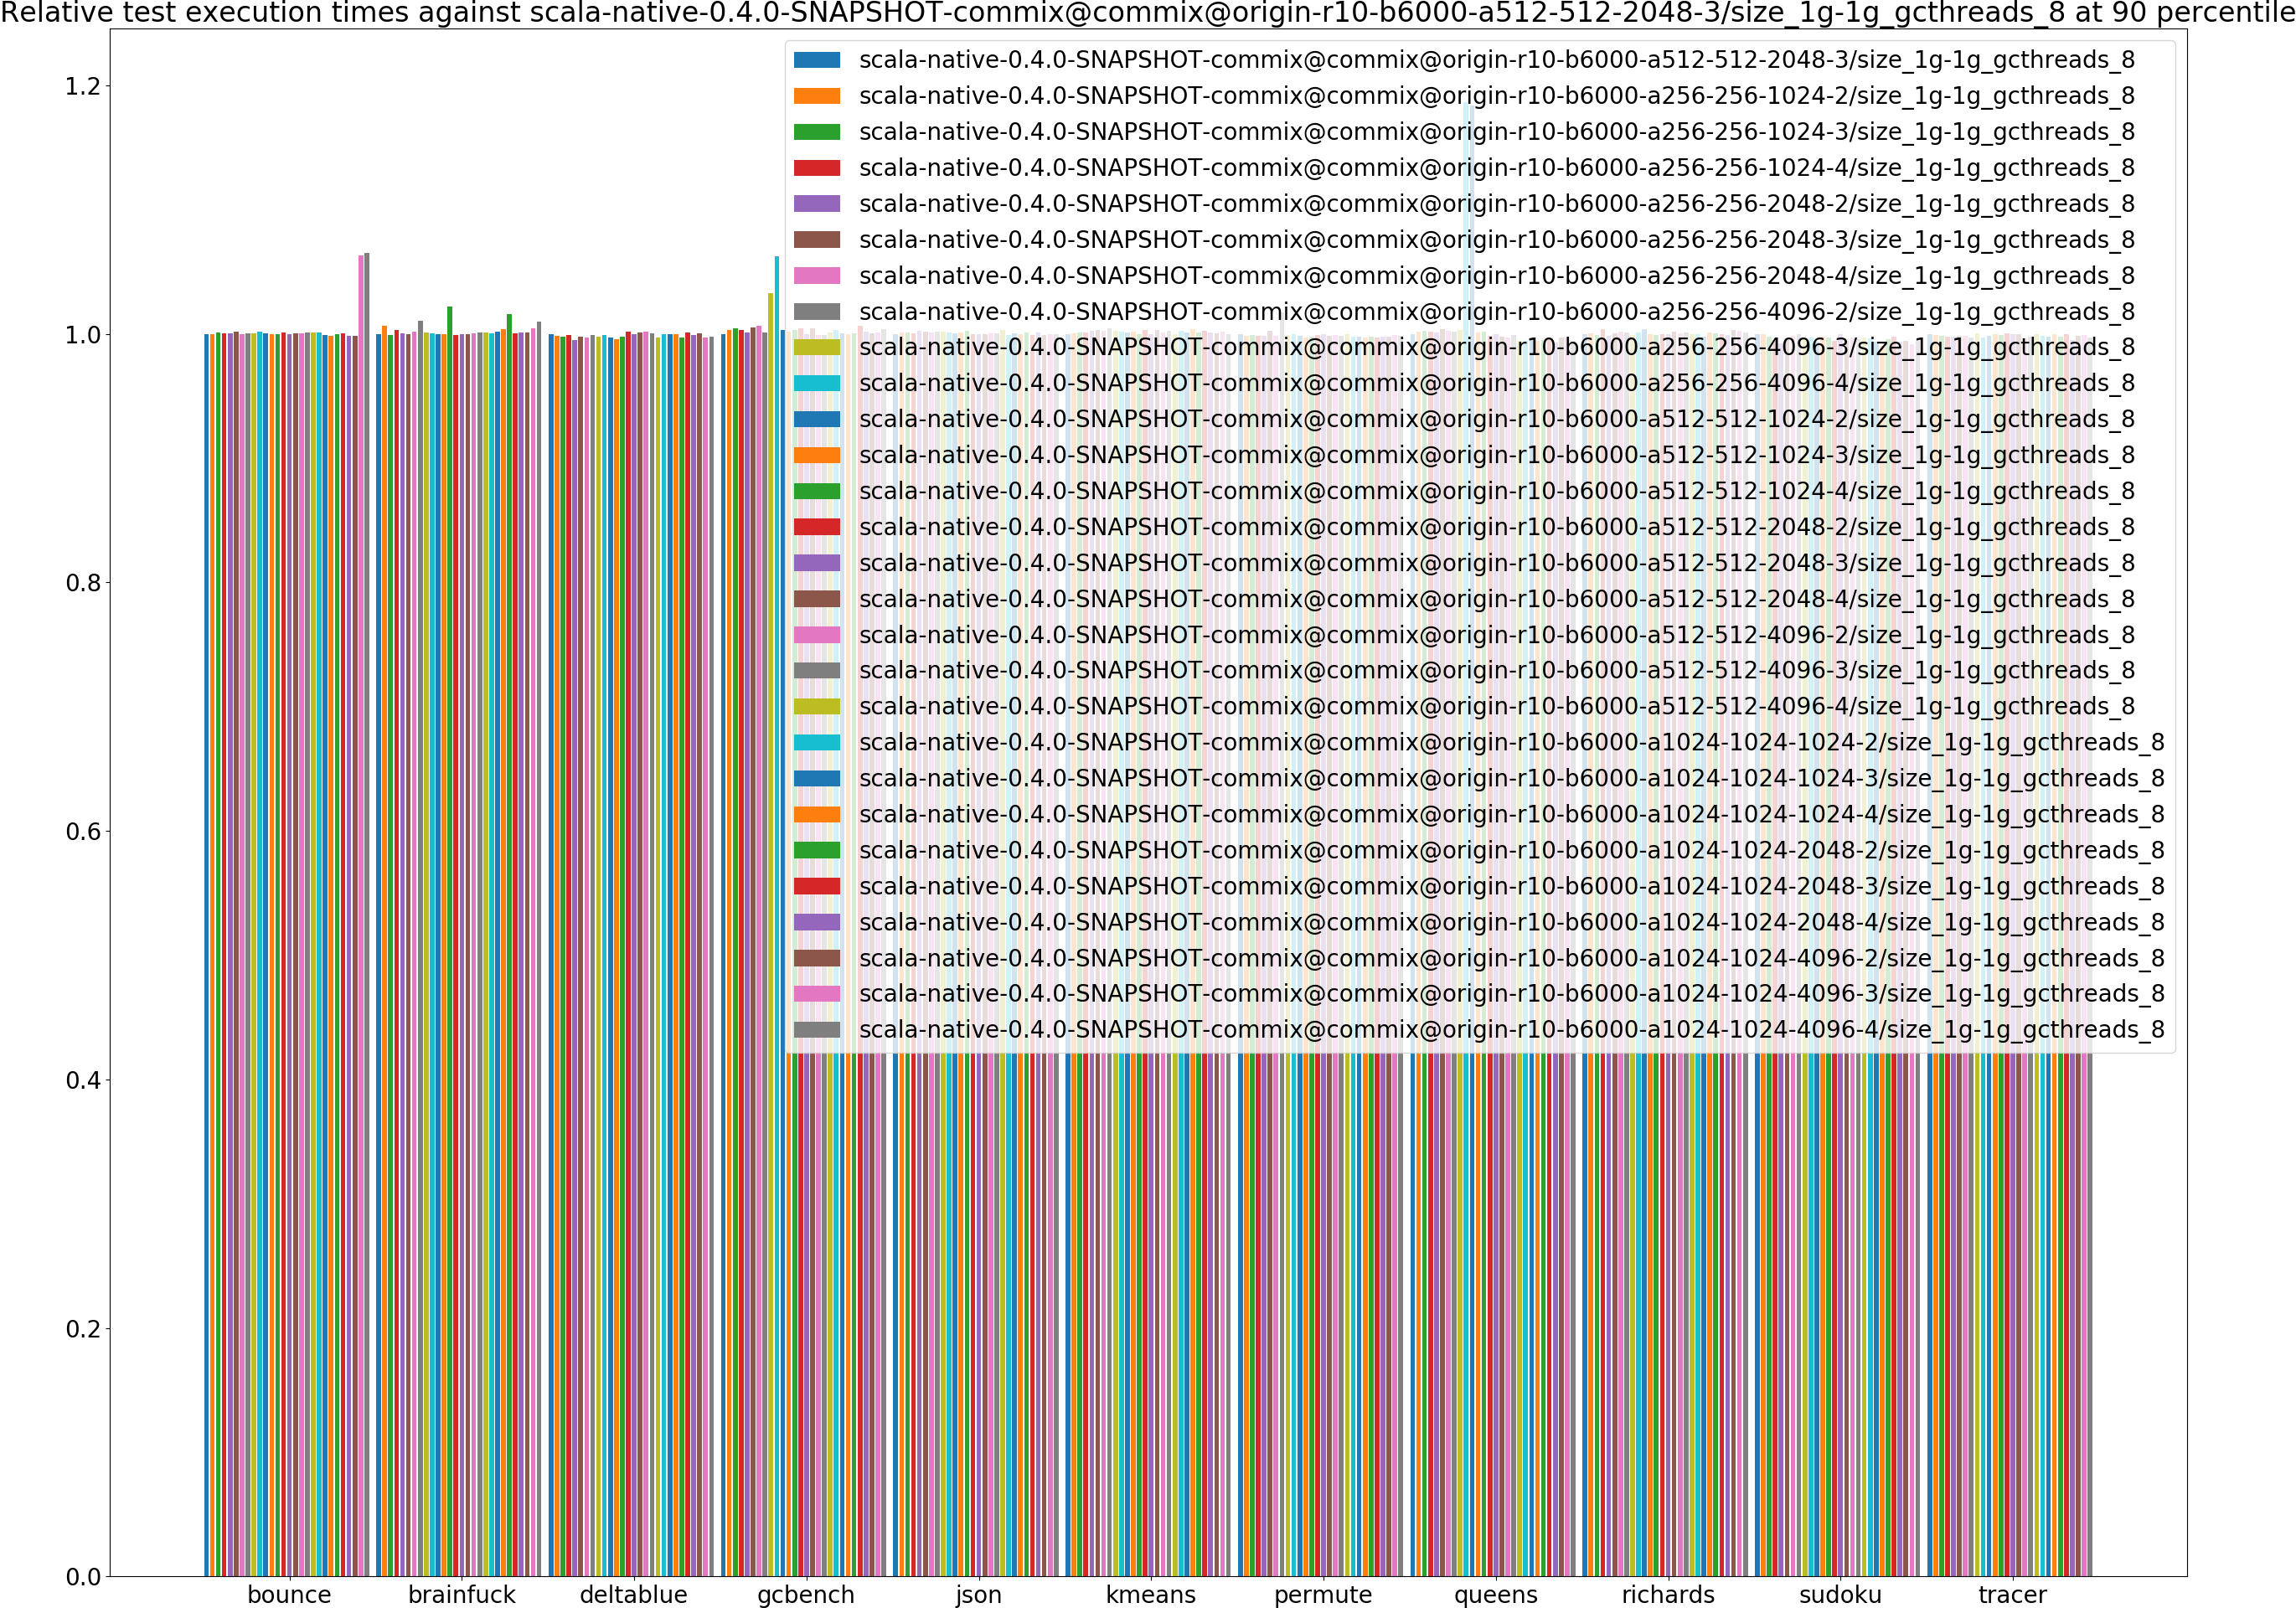 Relative test execution times against scala-native-0.4.0-SNAPSHOT-commix@commix@origin-r10-b6000-a512-512-2048-3/size_1g-1g_gcthreads_8 at 90 percentile
1.2
1.0
0.8
0.6
0.4
0.2
0.0
scala-native-0.4.0-SNAPSHOT-commix@commix@origin-r10-b6000-a512-512-2048-3/size_1g-1g_gcthreads_8
scala-native-0.4.0-SNAPSHOT-commix@commix@origin-r10-b6000-a256-256-1024-2/size_1g-1g_gcthreads_8
scala-native-0.4.0-SNAPSHOT-commix@commix@origin-r10-b6000-a256-256-1024-3/size_1g-1g_gcthreads_8
scala-native-0.4.0-SNAPSHOT-commix@commix@origin-r10-b6000-a256-256-1024-4/size_1g-1g_gcthreads_8
scala-native-0.4.0-SNAPSHOT-commix@commix@origin-r10-b6000-a256-256-2048-2/size_1g-1g_gcthreads_8
scala-native-0.4.0-SNAPSHOT-commix@commix@origin-r10-b6000-a256-256-2048-3/size_1g-1g_gcthreads_8
scala-native-0.4.0-SNAPSHOT-commix@commix@origin-r10-b6000-a256-256-2048-4/size_1g-1g_gcthreads_8
scala-native-0.4.0-SNAPSHOT-commix@commix@origin-r10-b6000-a256-256-4096-2/size_1g-1g_gcthreads_8
scala-native-0.4.0-SNAPSHOT-commix@commix@origin-r10-b6000-a256-256-4096-3/size_1g-1g_gcthreads_8
scala-native-0.4.0-SNAPSHOT-commix@commix@origin-r10-b6000-a256-256-4096-4/size_1g-1g_gcthreads_8
scala-native-0.4.0-SNAPSHOT-commix@commix@origin-r10-b6000-a512-512-1024-2/size_1g-1g_gcthreads_8
scala-native-0.4.0-SNAPSHOT-commix@commix@origin-r10-b6000-a512-512-1024-3/size_1g-1g_gcthreads_8
scala-native-0.4.0-SNAPSHOT-commix@commix@origin-r10-b6000-a512-512-1024-4/size_1g-1g_gcthreads_8
scala-native-0.4.0-SNAPSHOT-commix@commix@origin-r10-b6000-a512-512-2048-2/size_1g-1g_gcthreads_8
scala-native-0.4.0-SNAPSHOT-commix@commix@origin-r10-b6000-a512-512-2048-3/size_1g-1g_gcthreads_8
scala-native-0.4.0-SNAPSHOT-commix@commix@origin-r10-b6000-a512-512-2048-4/size_1g-1g_gcthreads_8
scala-native-0.4.0-SNAPSHOT-commix@commix@origin-r10-b6000-a512-512-4096-2/size_1g-1g_gcthreads_8
scala-native-0.4.0-SNAPSHOT-commix@commix@origin-r10-b6000-a512-512-4096-3/size_1g-1g_gcthreads_8
scala-native-0.4.0-SNAPSHOT-commix@commix@origin-r10-b6000-a512-512-4096-4/size_1g-1g_gcthreads_8
scala-native-0.4.0-SNAPSHOT-commix@commix@origin-r10-b6000-a1024-1024-1024-2/size_1g-1g_gcthreads_8
scala-native-0.4.0-SNAPSHOT-commix@commix@origin-r10-b6000-a1024-1024-1024-3/size_1g-1g_gcthreads_8
scala-native-0.4.0-SNAPSHOT-commix@commix@origin-r10-b6000-a1024-1024-1024-4/size_1g-1g_gcthreads_8
scala-native-0.4.0-SNAPSHOT-commix@commix@origin-r10-b6000-a1024-1024-2048-2/size_1g-1g_gcthreads_8
scala-native-0.4.0-SNAPSHOT-commix@commix@origin-r10-b6000-a1024-1024-2048-3/size_1g-1g_gcthreads_8
scala-native-0.4.0-SNAPSHOT-commix@commix@origin-r10-b6000-a1024-1024-2048-4/size_1g-1g_gcthreads_8
scala-native-0.4.0-SNAPSHOT-commix@commix@origin-r10-b6000-a1024-1024-4096-2/size_1g-1g_gcthreads_8
scala-native-0.4.0-SNAPSHOT-commix@commix@origin-r10-b6000-a1024-1024-4096-3/size_1g-1g_gcthreads_8
scala-native-0.4.0-SNAPSHOT-commix@commix@origin-r10-b6000-a1024-1024-4096-4/size_1g-1g_gcthreads_8
bounce brainfuck deltablue gcbench json kmeans permute queens richards sudoku tracer